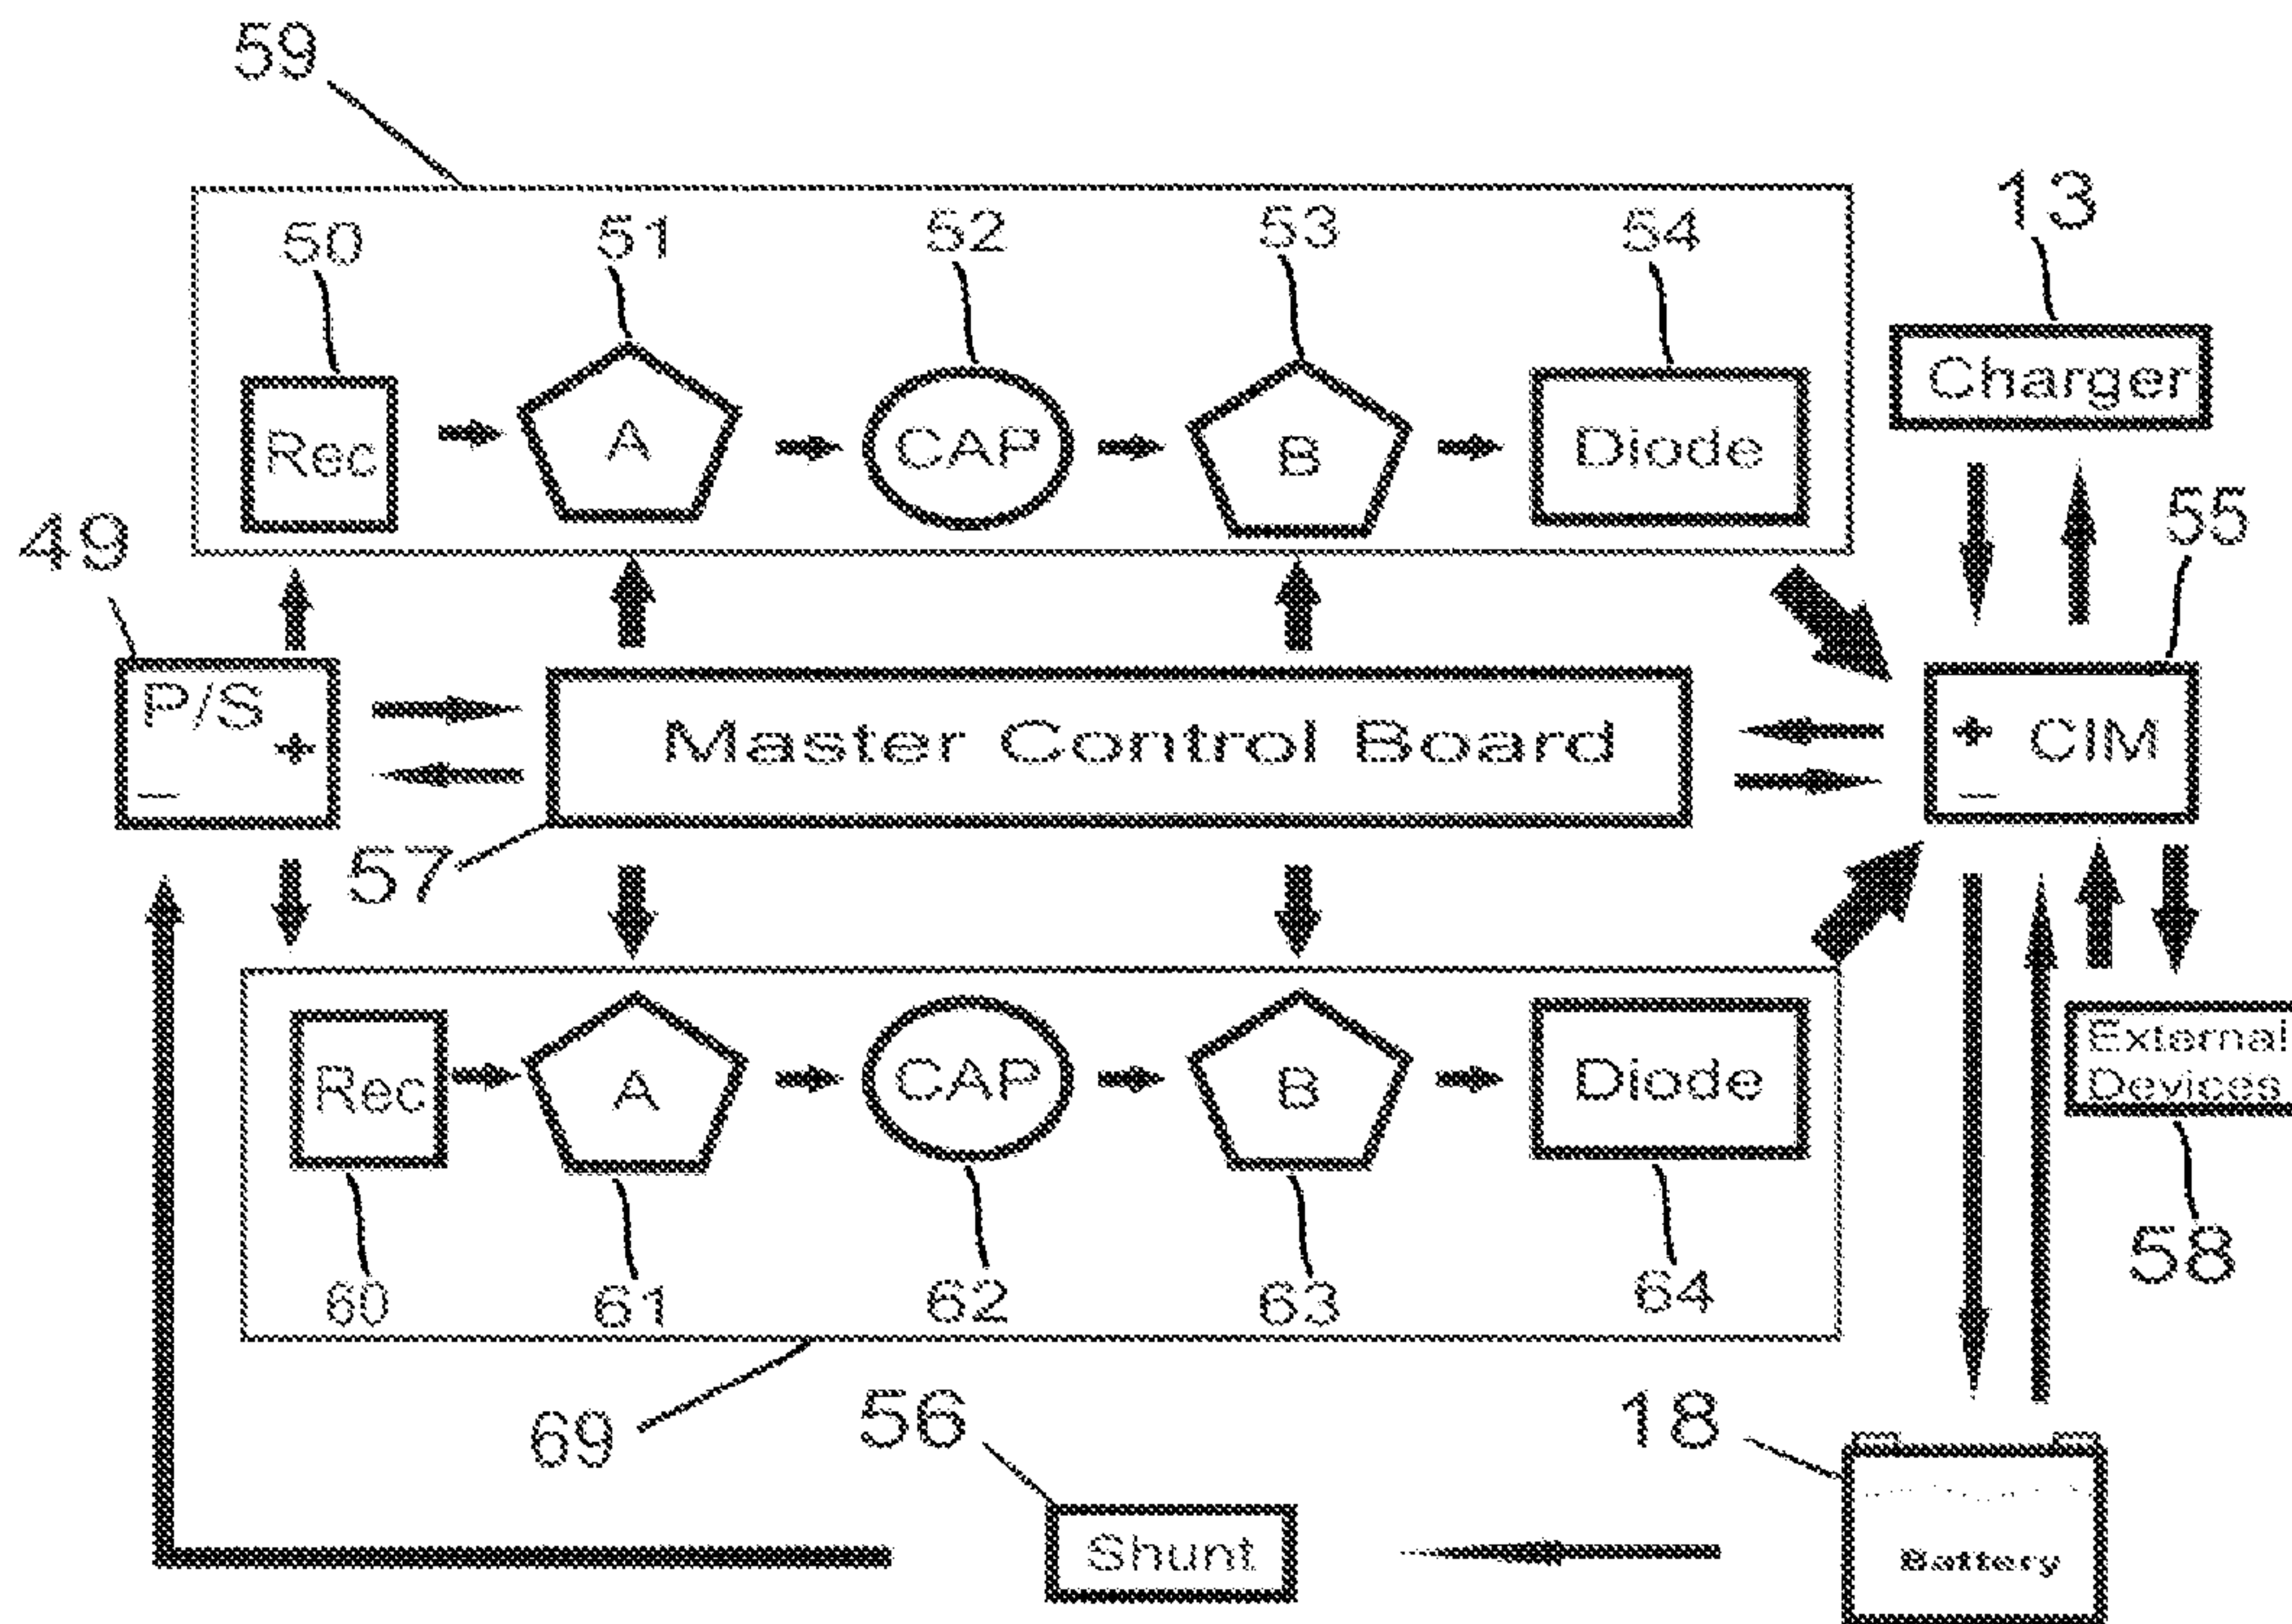 59
13
50 51 52 53 54
Charger
Rec A CAP B Diode
49
55
P/S
+
–
Master Control Board
+ CIM
–
57
External
Devices
Rec A CAP B Diode
58
60 61 62 63 64
69
56
18
Shunt
Battery